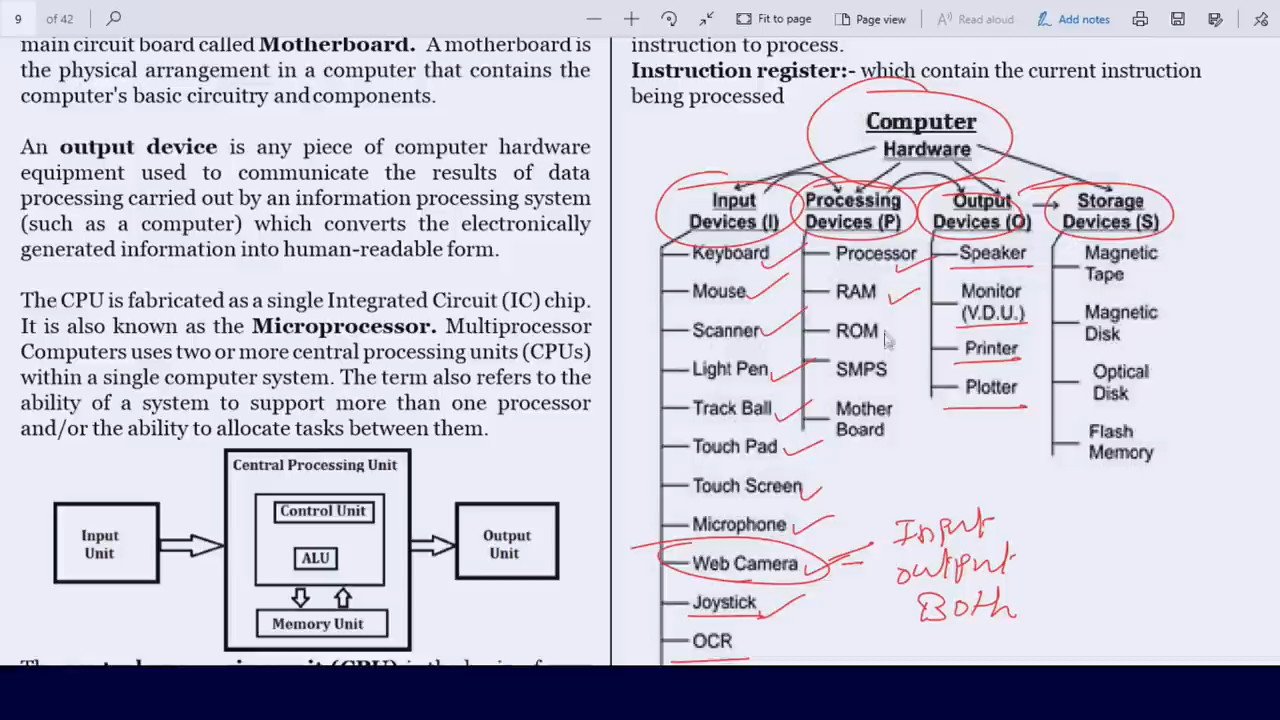 9 of 42
Fit to page
Page view
Read aloud
Add notes
main circuit board called Motherboard. A motherboard is
the physical arrangement in a computer that contains the
computer's basic circuitry and components.
An output device is any piece of computer hardware
equipment used to communicate the results of data
processing carried out by an information processing system
(such as a computer) which converts the electronically
generated information into human-readable form.
The CPU is fabricated as a single Integrated Circuit (IC) chip.
It is also known as the Microprocessor. Multiprocessor
Computers uses two or more central processing units (CPUs)
within a single computer system. The term also refers to the
ability of a system to support more than one processor
and/or the ability to allocate tasks between them.
Central Processing Unit
Control Unit
Input
Unit
ALU
Output
Unit
Memory Unit
instruction to process.
Instruction register:- which contain the current instruction
being processed
Computer
Hardware
Input
Devices (I)
Keyboard
Mouse
Scanner
Light Pen
Track Ball
Touch Pad
Touch Screen
Microphone
Web Camera
Joystick
OCR
Processing
Devices (P)
Processor
RAM
ROM
SMPS
Mother
Board
Output
Devices (O)
Speaker
Monitor
(V.D.U.)
Printer
Plotter
Storage
Devices (S)
Magnetic
Tape
Magnetic
Disk
Optical
Disk
Flash
Memory
Input
output
Both